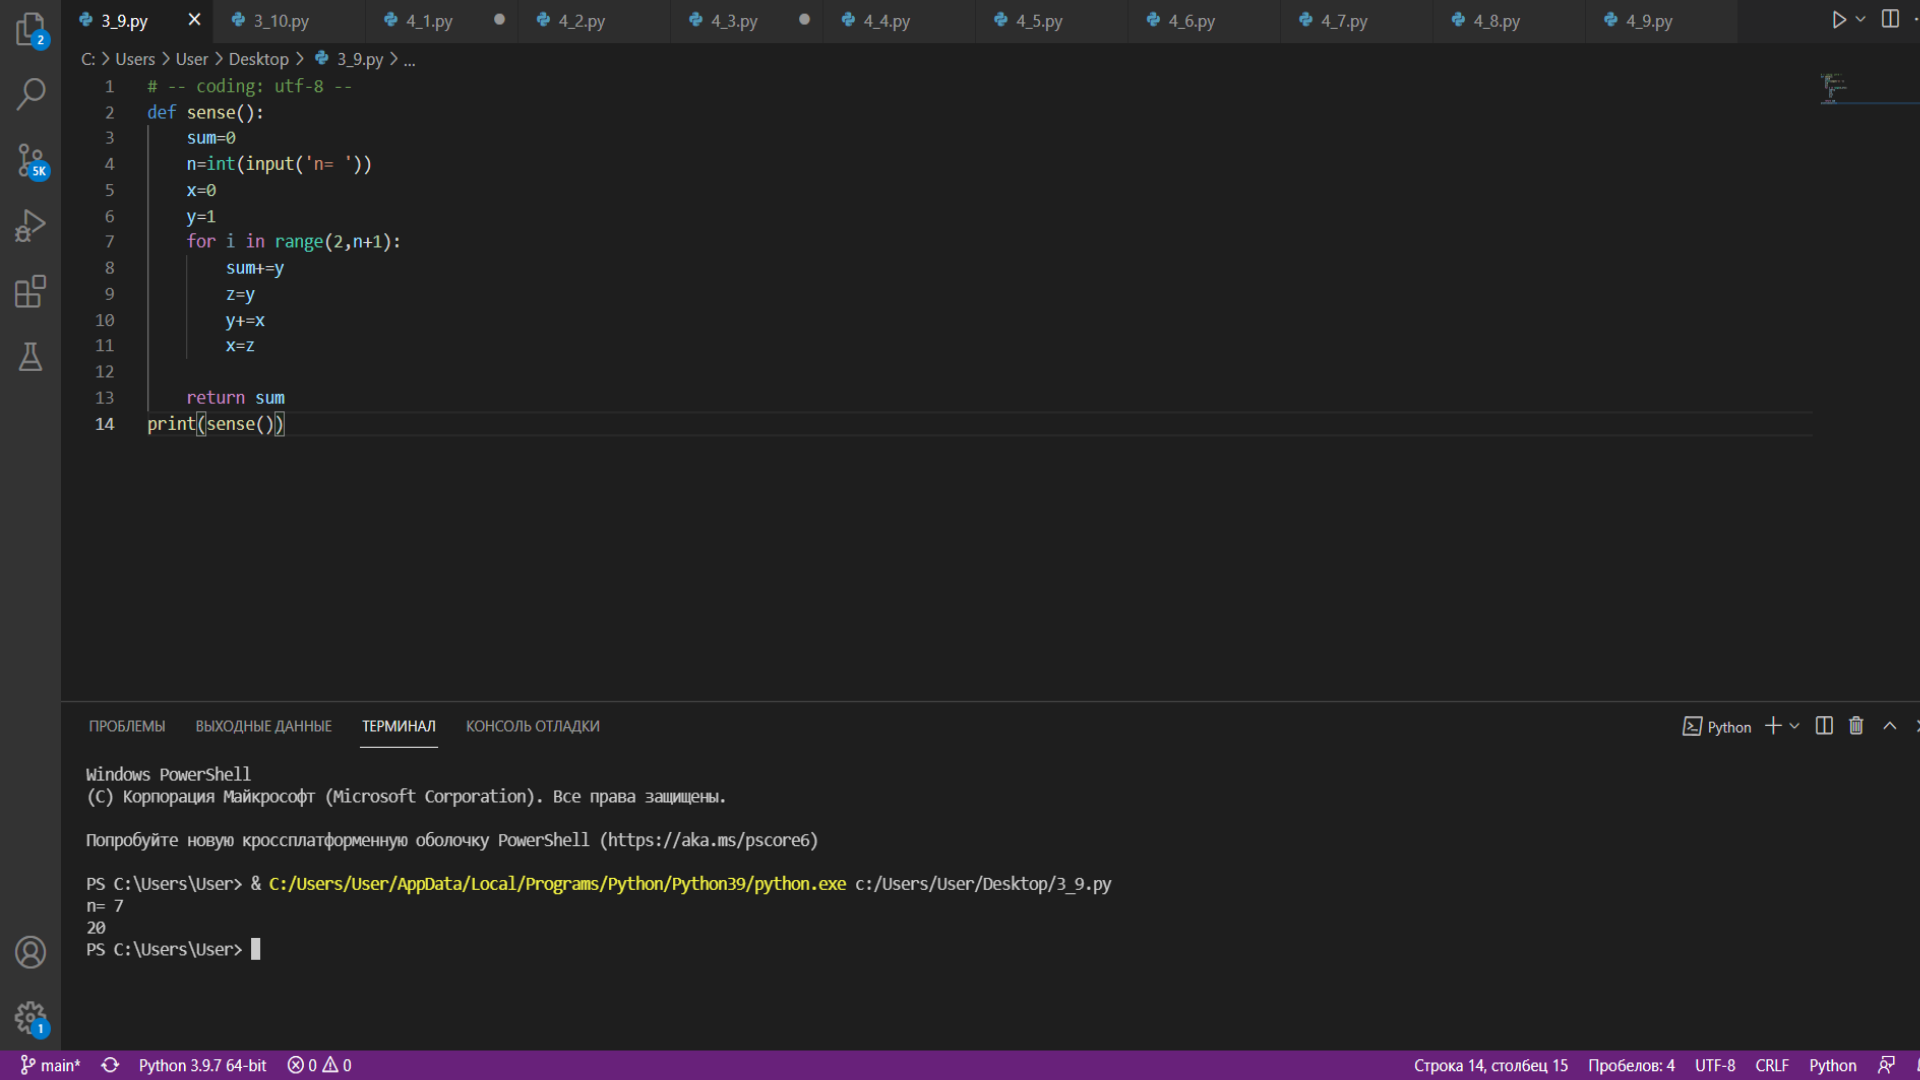 3_9.py 3_10.py 4_1.py 4_2.py 4_3.py 4_4.py 4_5.py 4_6.py 4_7.py 4_8.py 4_9.py
C: > Users > User > Desktop > 3_9.py > ...
1 # -- coding: utf-8 --
2 def sense():
3     sum=0
4     n=int(input('n= '))
5     x=0
6     y=1
7     for i in range(2,n+1):
8         sum+=y
9         z=y
10         y+=x
11         x=z
12
13     return sum
14 print(sense())
2
5K
ПРОБЛЕМЫ ВЫХОДНЫЕ ДАННЫЕ ТЕРМИНАЛ КОНСОЛЬ ОТЛАДКИ Python
Windows PowerShell
(C) Корпорация Майкрософт (Microsoft Corporation). Все права защищены.
Попробуйте новую кроссплатформенную оболочку PowerShell (https://aka.ms/pscore6)
PS C:\Users\User> & C:/Users/User/AppData/Local/Programs/Python/Python39/python.exe c:/Users/User/Desktop/3_9.py
n= 7
20
PS C:\Users\User>
1
main* Python 3.9.7 64-bit 0 0 Строка 14, столбец 15 Пробелов: 4 UTF-8 CRLF Python